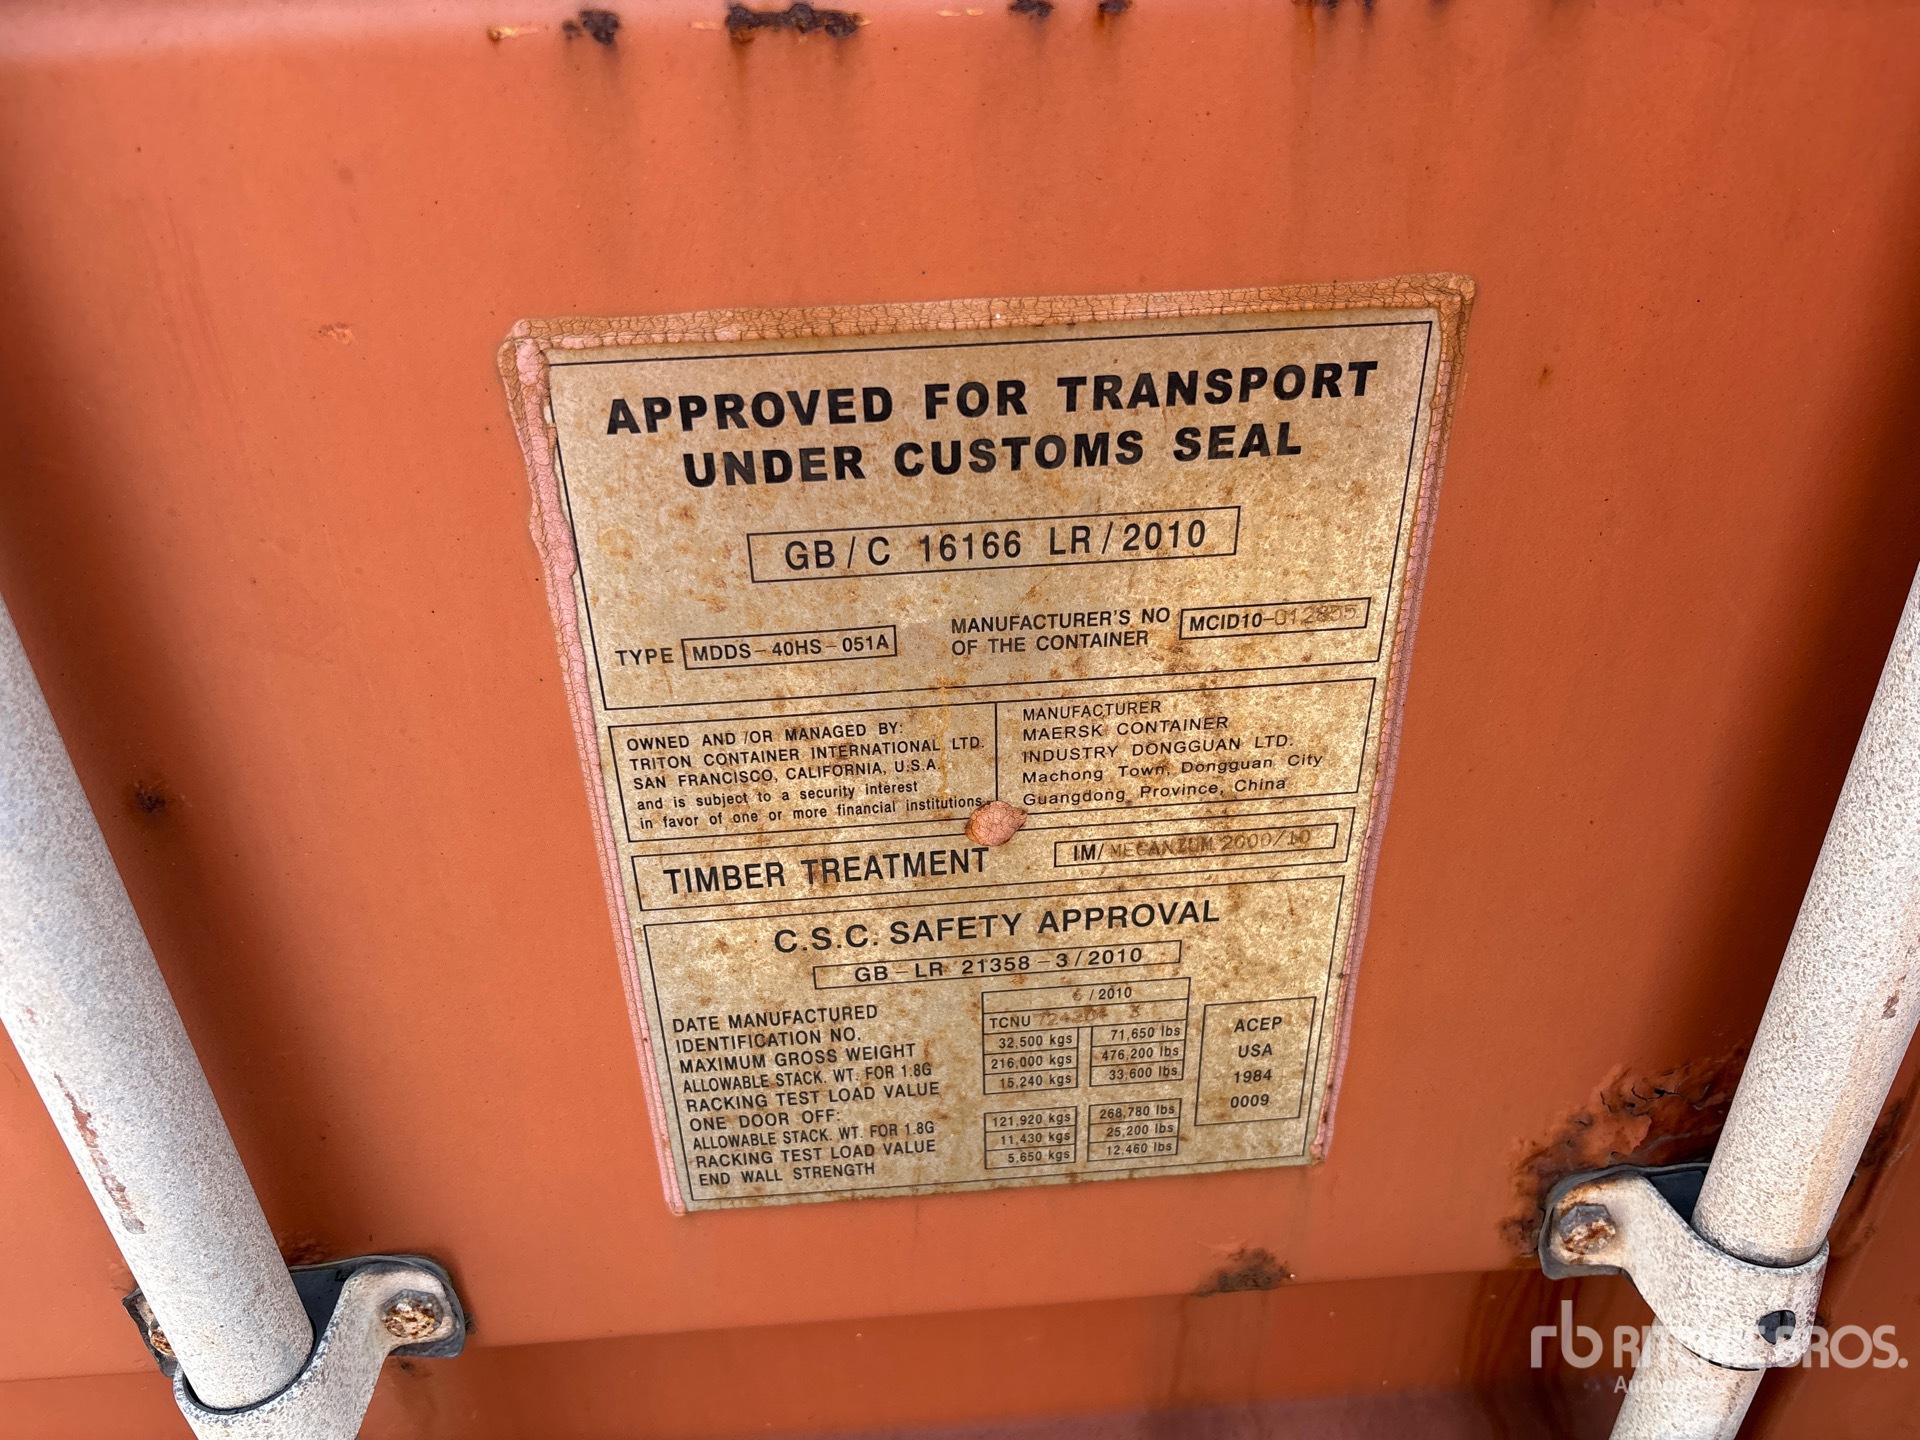 APPROVED FOR TRANSPORT
UNDER CUSTOMS SEAL
GB/C 16166 LR/2010
TYPE MDDS-40HS-051A
MANUFACTURER'S NO
OF THE CONTAINER
MCID10-012855
OWNED AND /OR MANAGED BY:
TRITON CONTAINER INTERNATIONAL LTD.
SAN FRANCISCO, CALIFORNIA, U.S.A.
and is subject to a security interest
in favor of one or more financial institutions.
MANUFACTURER
MAERSK CONTAINER
INDUSTRY DONGGUAN LTD.
Machong Town, Dongguan City
Guangdong Province, China
TIMBER TREATMENT IM/ 2000/10
C.S.C. SAFETY APPROVAL
GB-LR 21358-3/2010
DATE MANUFACTURED 6/2010
IDENTIFICATION NO. TCNU
MAXIMUM GROSS WEIGHT 32,500 kgs 71,650 lbs
ALLOWABLE STACK. WT. FOR 1.8G 216,000 kgs 476,200 lbs
RACKING TEST LOAD VALUE 15,240 kgs 33,600 lbs
ONE DOOR OFF:
ALLOWABLE STACK. WT. FOR 1.8G 121,920 kgs 268,780 lbs
RACKING TEST LOAD VALUE 11,430 kgs 25,200 lbs
END WALL STRENGTH 5,650 kgs 12,460 lbs
ACEP
USA
1984
0009
rb RITCHIE BROS.